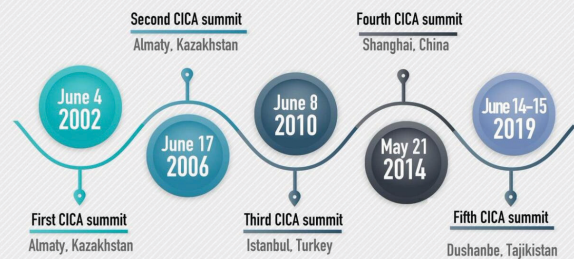 Second CICA summit
Almaty, Kazakhstan
Fourth CICA summit
Shanghai, China
June 4
2002
June 17
2006
June 8
2010
May 21
2014
June 14-15
2019
First CICA summit
Almaty, Kazakhstan
Third CICA summit
Istanbul, Turkey
Fifth CICA summit
Dushanbe, Tajikistan